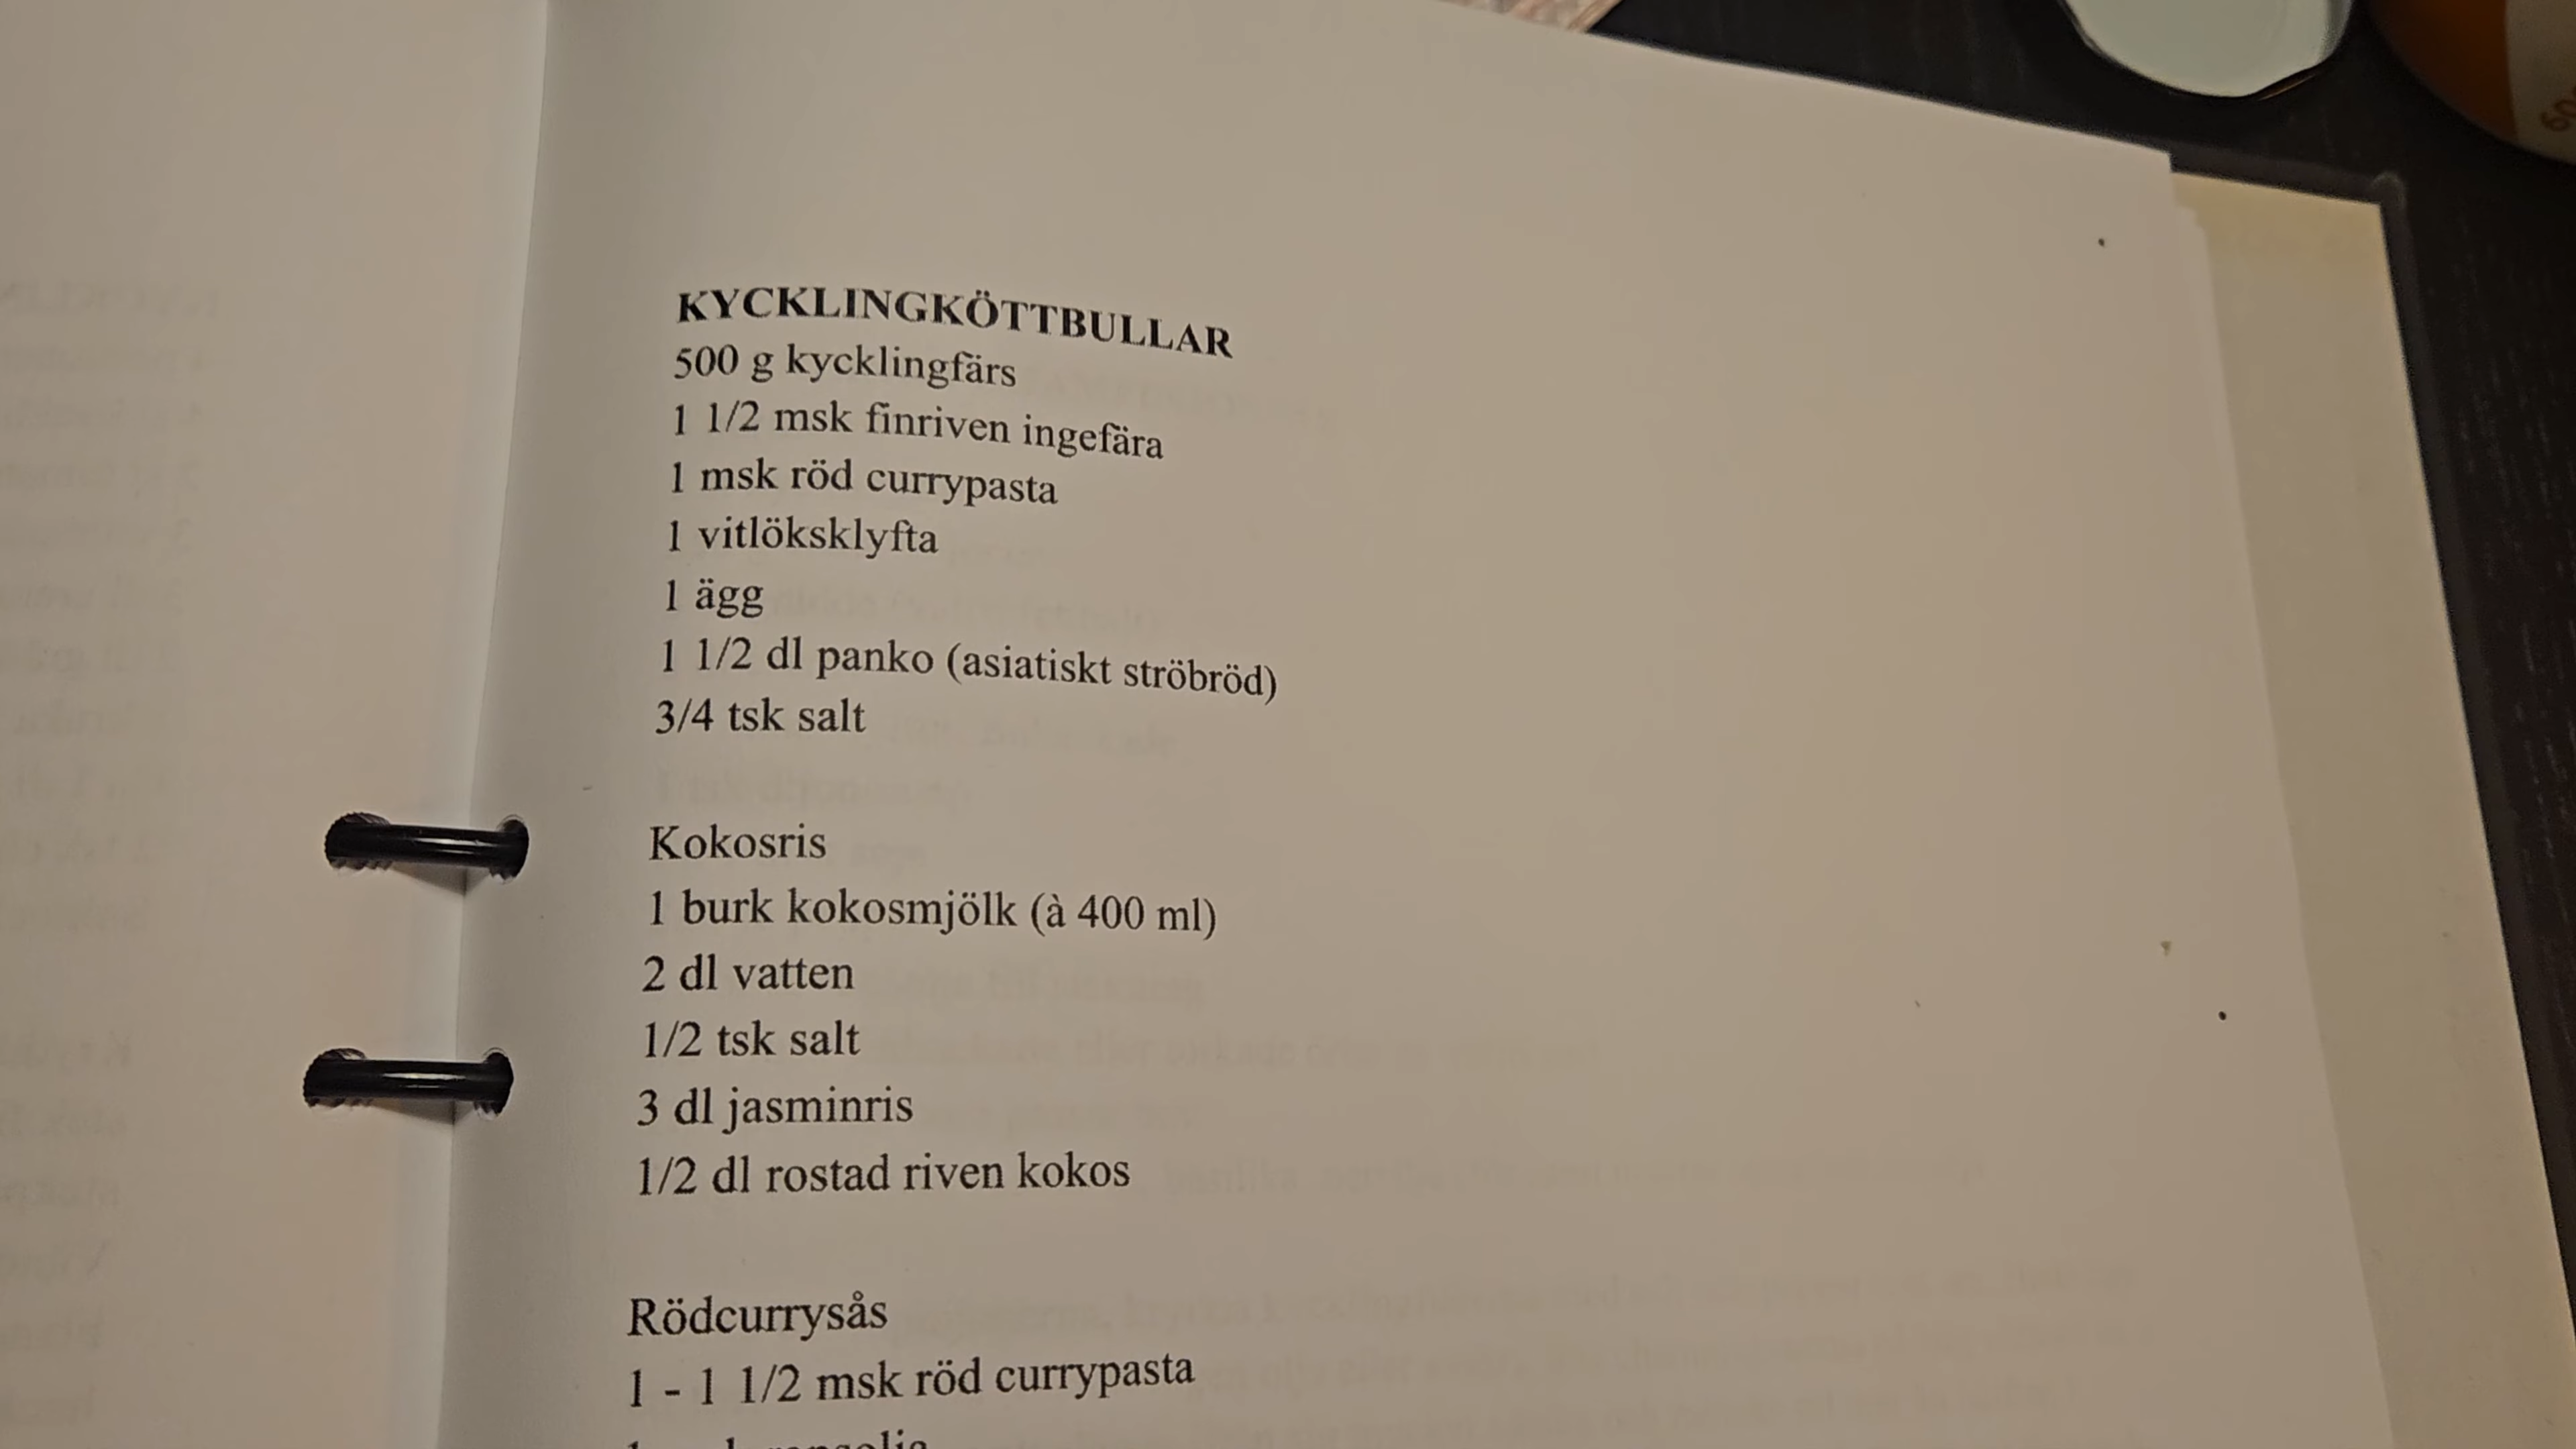 KYCKLINGKÖTTBULLAR
500 g kycklingfärs
1 1/2 msk finriven ingefära
1 msk röd currypasta
1 vitlöksklyfta
1 ägg
1 1/2 dl panko (asiatiskt ströbröd)
3/4 tsk salt
Kokosris
1 burk kokosmjölk (à 400 ml)
2 dl vatten
1/2 tsk salt
3 dl jasminris
1/2 dl rostad riven kokos
Rödcurrysås
1 - 1 1/2 msk röd currypasta